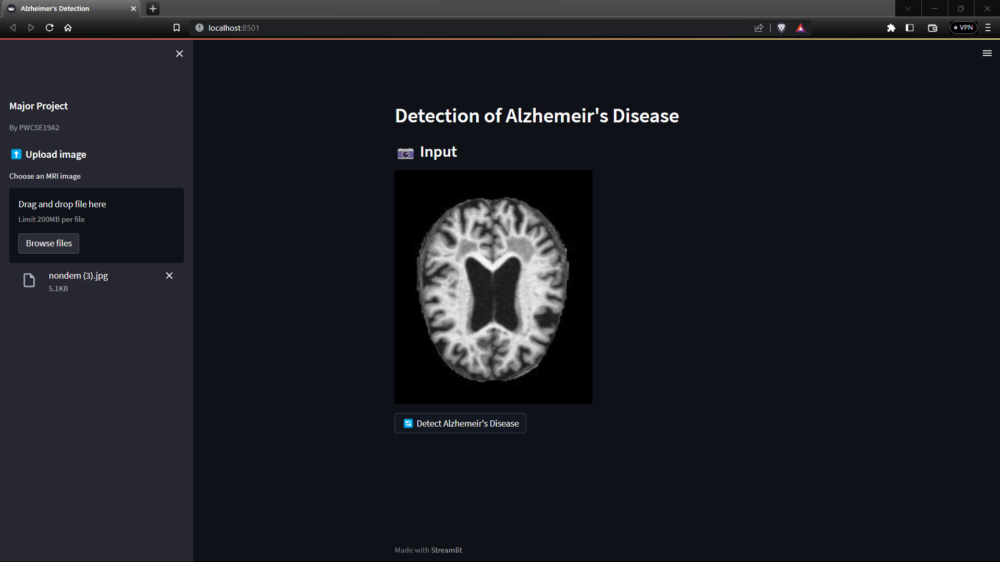 Alzheimer's Detection
localhost:8501
VPN
Major Project
By PWCSE19A2
Upload image
Choose an MRI image
Drag and drop file here
Limit 200MB per file
Browse files
nondem (3).jpg
5.1KB
Detection of Alzhemeir's Disease
Input
Detect Alzhemeir's Disease
Made with Streamlit